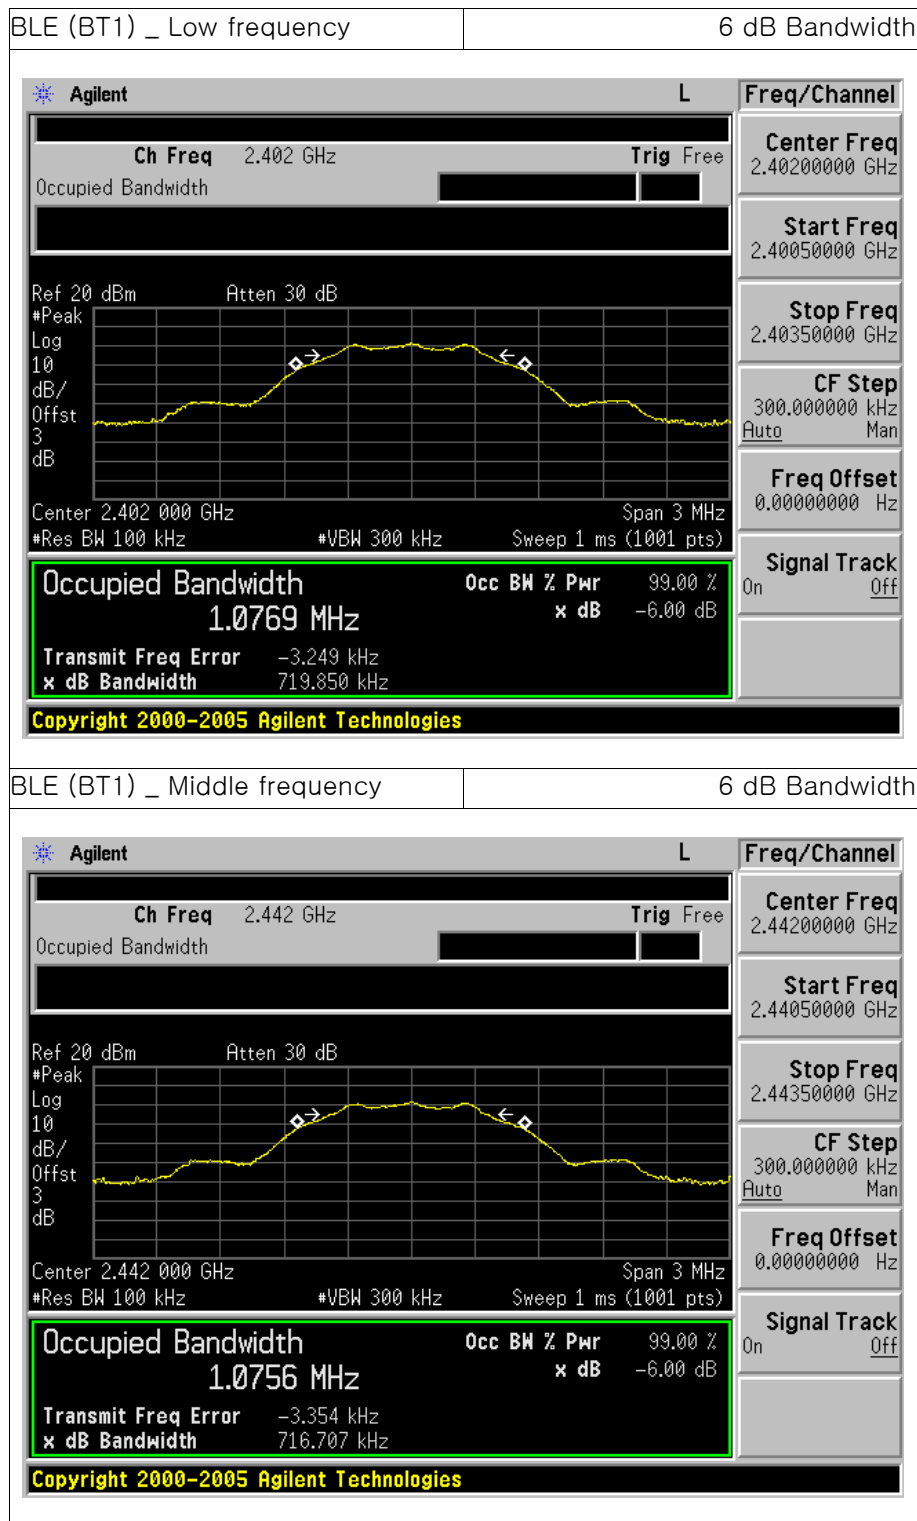 BLE (BT1) _ Low frequency 6 dB Bandwidth
Agilent L Freq/Channel
Ch Freq 2.402 GHz Trig Free
Occupied Bandwidth
Center Freq
2.40200000 GHz
Start Freq
2.40050000 GHz
Stop Freq
2.40350000 GHz
CF Step
300.000000 kHz
Auto Man
Freq Offset
0.00000000 Hz
Signal Track
On Off
Ref 20 dBm Atten 30 dB
#Peak
Log
10
dB/
Offst
3
dB
Center 2.402 000 GHz Span 3 MHz
#Res BW 100 kHz #VBW 300 kHz Sweep 1 ms (1001 pts)
Occupied Bandwidth Occ BW % Pwr 99.00 %
1.0769 MHz x dB -6.00 dB
Transmit Freq Error -3.249 kHz
x dB Bandwidth 719.850 kHz
Copyright 2000-2005 Agilent Technologies
BLE (BT1) _ Middle frequency 6 dB Bandwidth
Agilent L Freq/Channel
Ch Freq 2.442 GHz Trig Free
Occupied Bandwidth
Center Freq
2.44200000 GHz
Start Freq
2.44050000 GHz
Stop Freq
2.44350000 GHz
CF Step
300.000000 kHz
Auto Man
Freq Offset
0.00000000 Hz
Signal Track
On Off
Ref 20 dBm Atten 30 dB
#Peak
Log
10
dB/
Offst
3
dB
Center 2.442 000 GHz Span 3 MHz
#Res BW 100 kHz #VBW 300 kHz Sweep 1 ms (1001 pts)
Occupied Bandwidth Occ BW % Pwr 99.00 %
1.0756 MHz x dB -6.00 dB
Transmit Freq Error -3.354 kHz
x dB Bandwidth 716.707 kHz
Copyright 2000-2005 Agilent Technologies